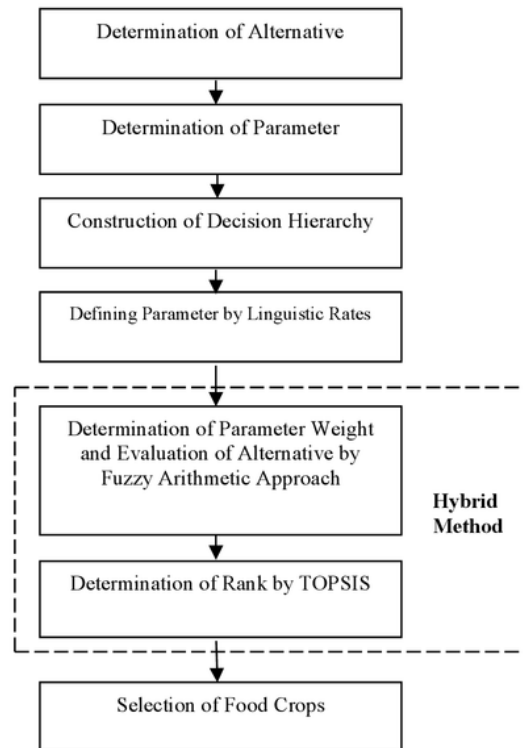 Determination of Alternative
Determination of Parameter
Construction of Decision Hierarchy
Defining Parameter by Linguistic Rates
Determination of Parameter Weight
and Evaluation of Alternative by
Fuzzy Arithmetic Approach
Hybrid
Method
Determination of Rank by TOPSIS
Selection of Food Crops